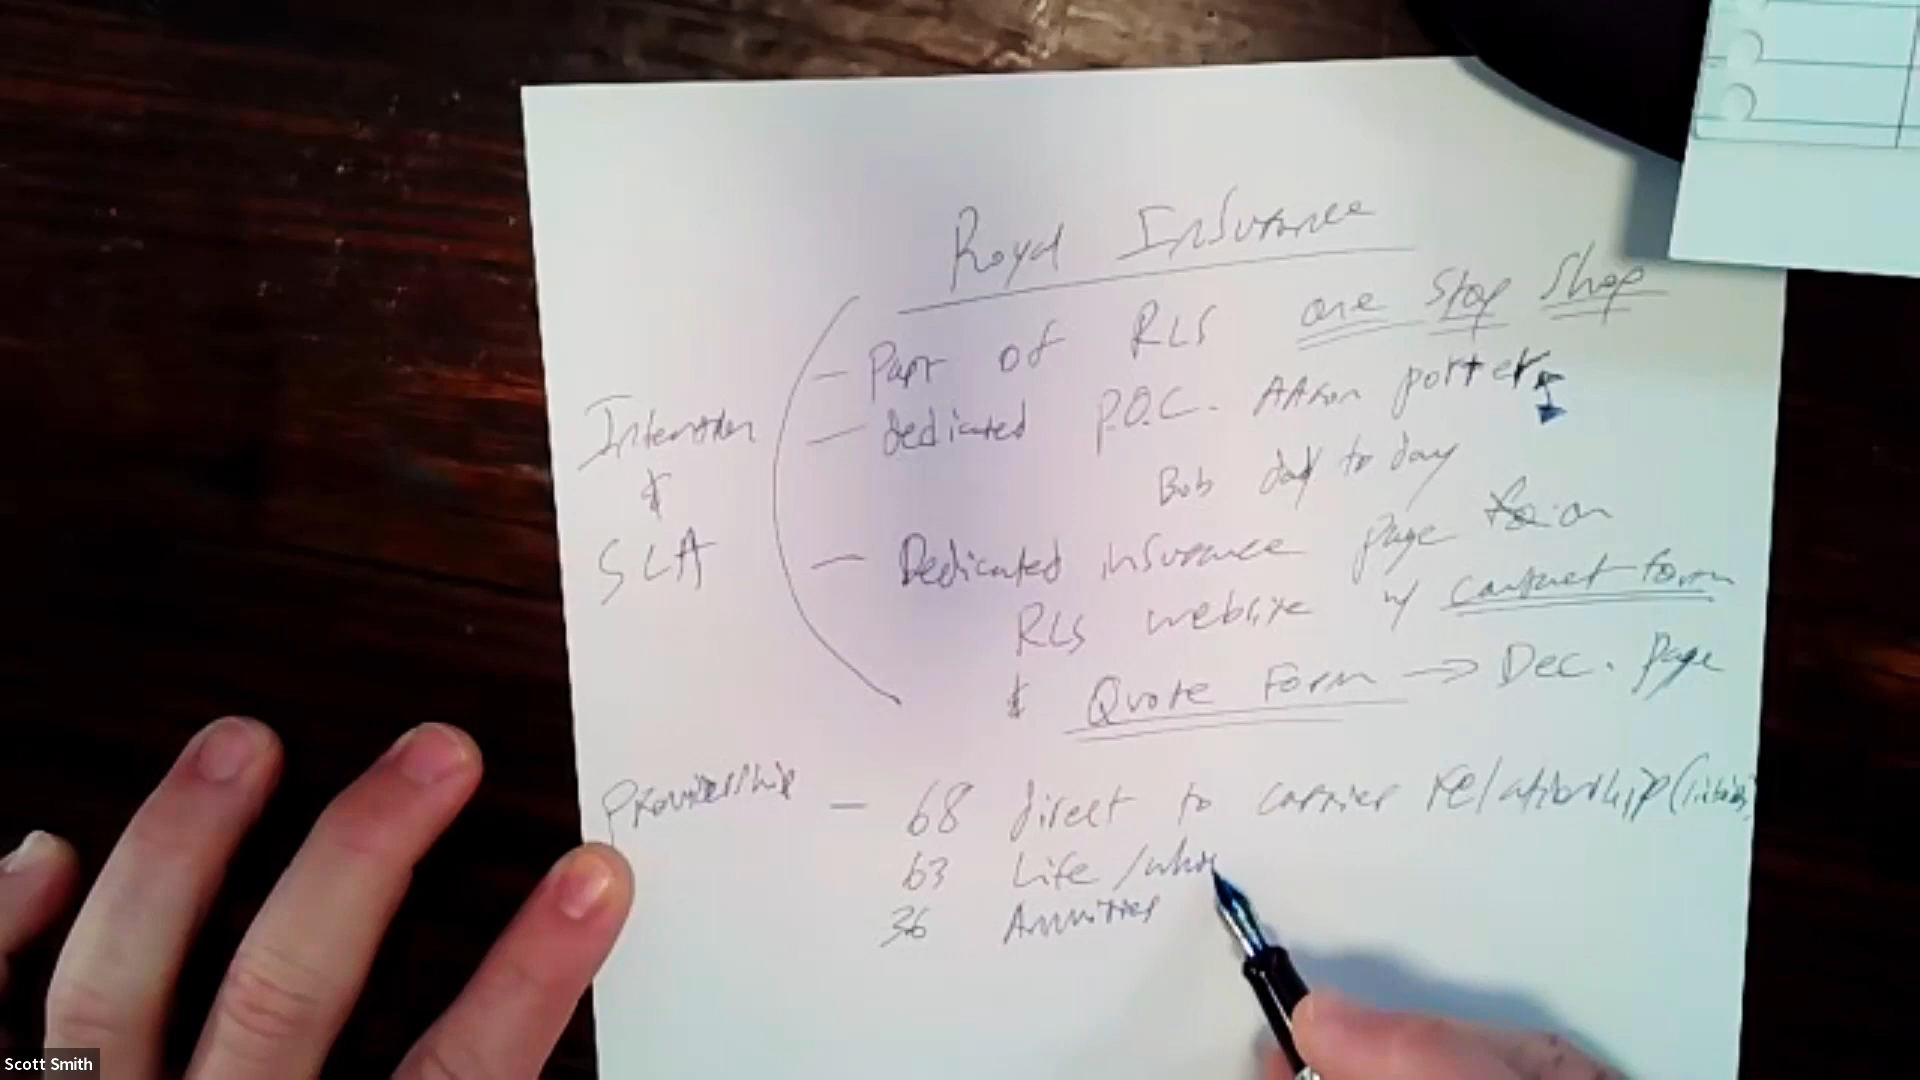 Royal Insurance
- Part of RLS one stop shop
- dedicated P.O.C. AAron porter
Bob day to day
Intention
&
SLA
- Dedicated insurance page on
RLS website w/ contact form
& Quote Form → Dec. Page
- 68 direct to carrier relationship
63 Life /who
36 Annuities
Scott Smith